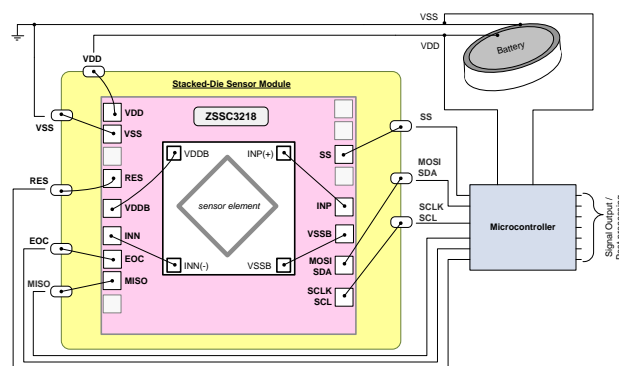 VSS
VDD
Battery
VDD
Stacked-Die Sensor Module
ZSSC3218
VDD
VSS
VSS
RES
RES
VDDB
INN
EOC
EOC
MISO
MISO
VDDB
INP(+)
sensor element
INN(-)
VSSB
SS
INP
VSSB
MOSI
SDA
SCLK
SCL
SS
MOSI
SDA
SCLK
SCL
Microcontroller
Signal Output /